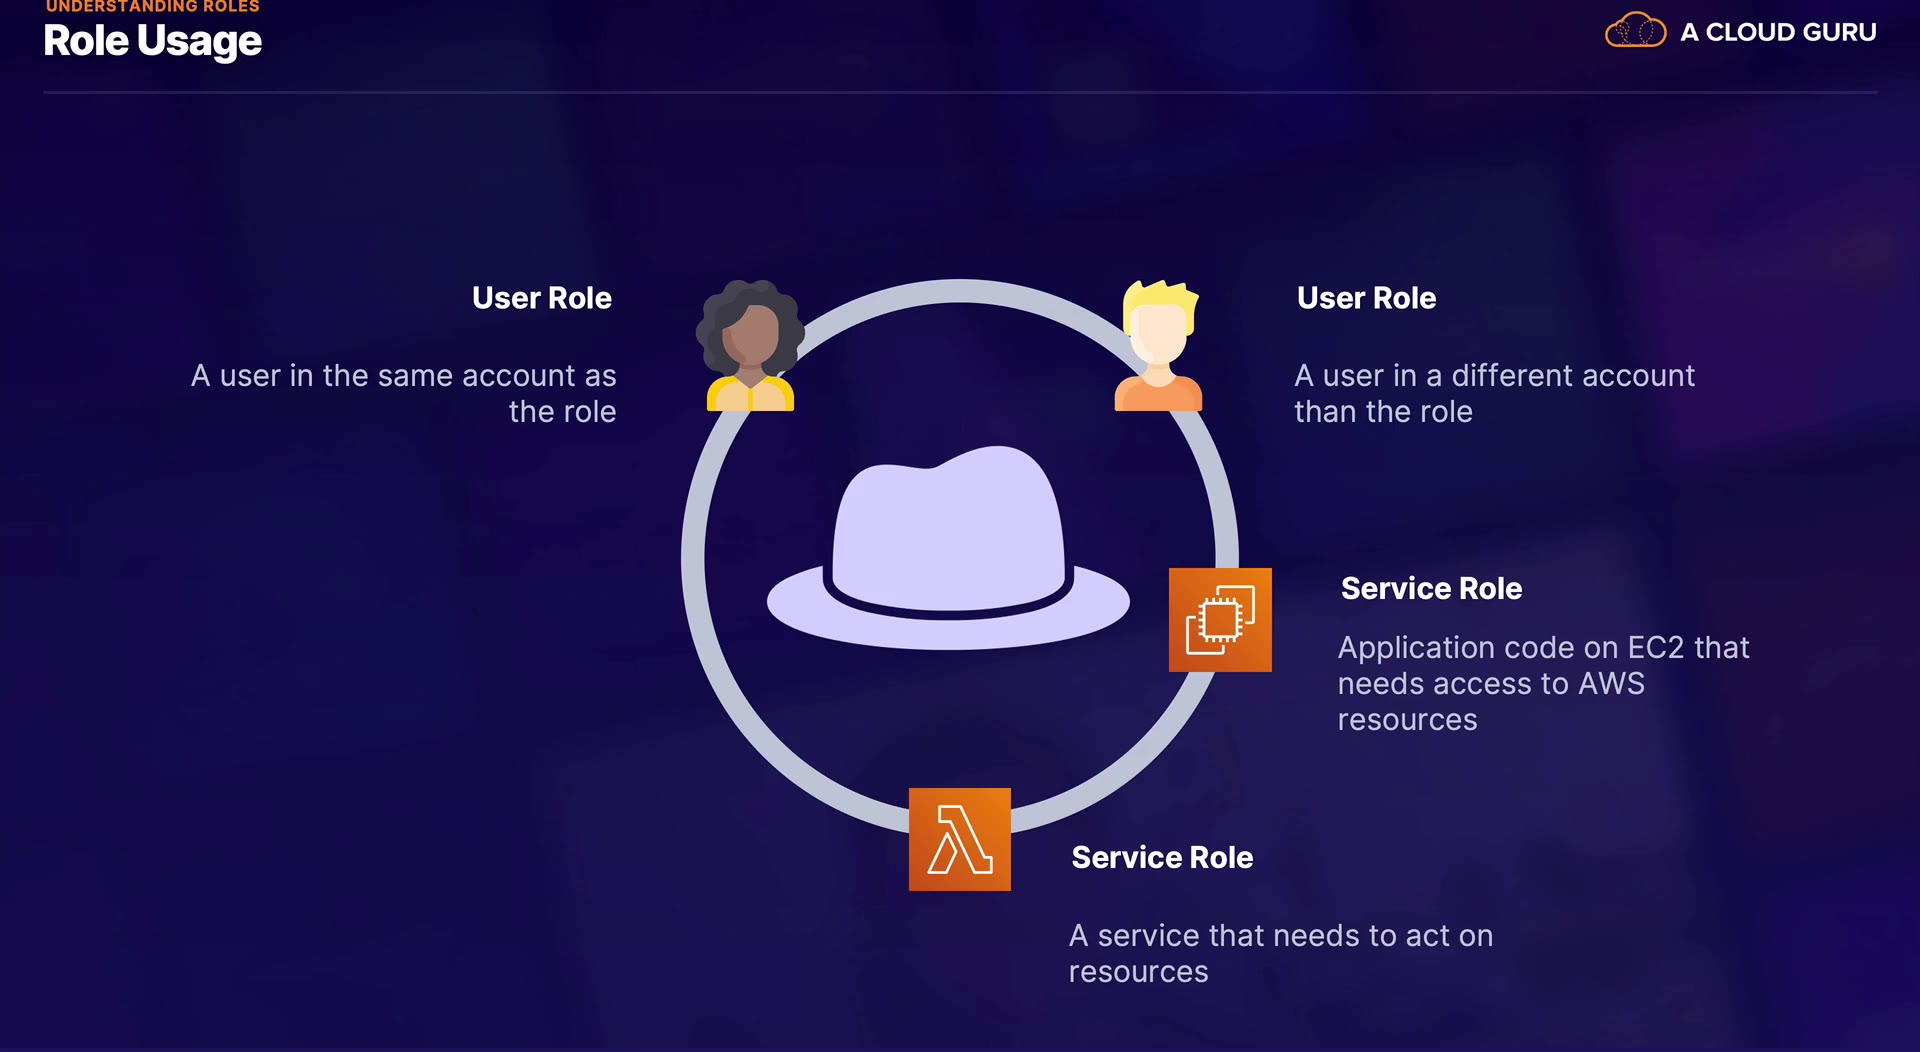 UNDERSTANDING ROLES
Role Usage
A CLOUD GURU
User Role
A user in the same account as
the role
User Role
A user in a different account
than the role
Service Role
Application code on EC2 that
needs access to AWS
resources
Service Role
A service that needs to act on
resources